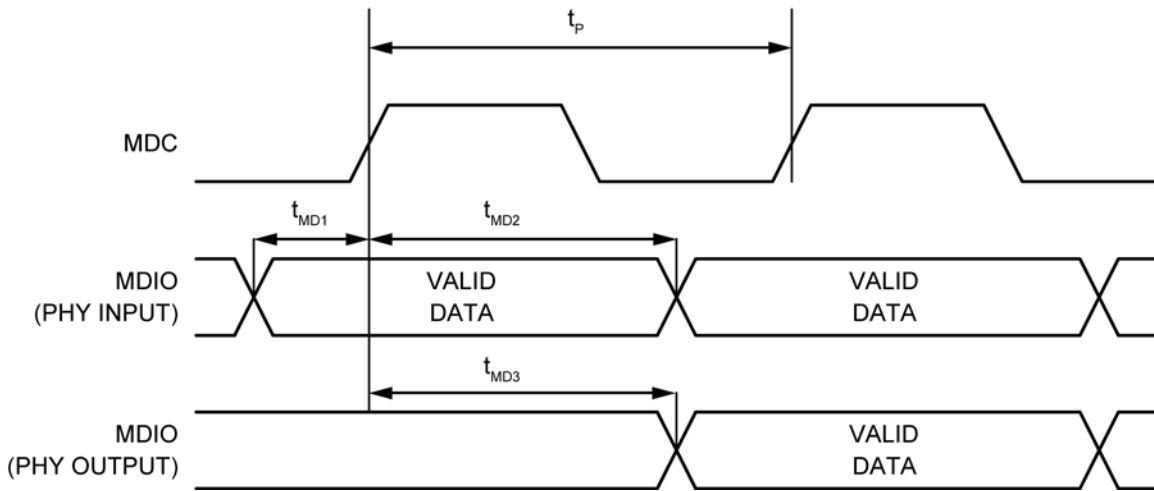 tP
MDC
tMD1
tMD2
MDIO
(PHY INPUT)
VALID
DATA
VALID
DATA
tMD3
MDIO
(PHY OUTPUT)
VALID
DATA